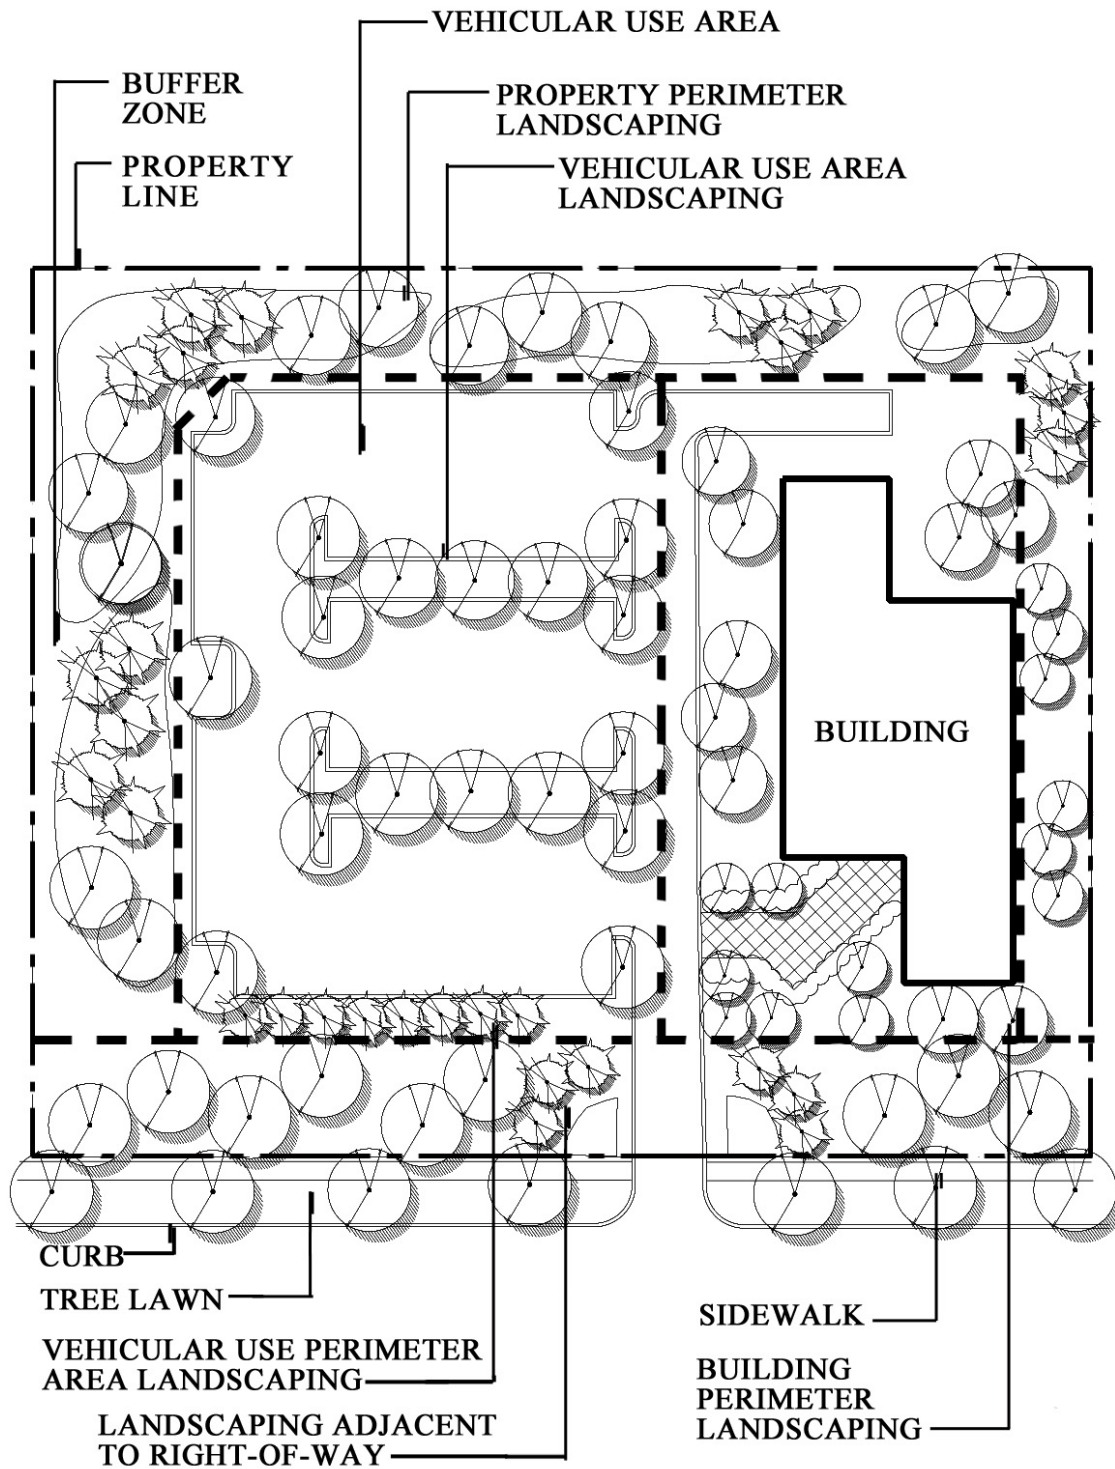 VEHICULAR USE AREA
BUFFER
ZONE
PROPERTY PERIMETER
LANDSCAPING
PROPERTY
LINE
VEHICULAR USE AREA
LANDSCAPING
BUILDING
CURB
TREE LAWN
VEHICULAR USE PERIMETER
AREA LANDSCAPING
LANDSCAPING ADJACENT
TO RIGHT-OF-WAY
SIDEWALK
BUILDING
PERIMETER
LANDSCAPING